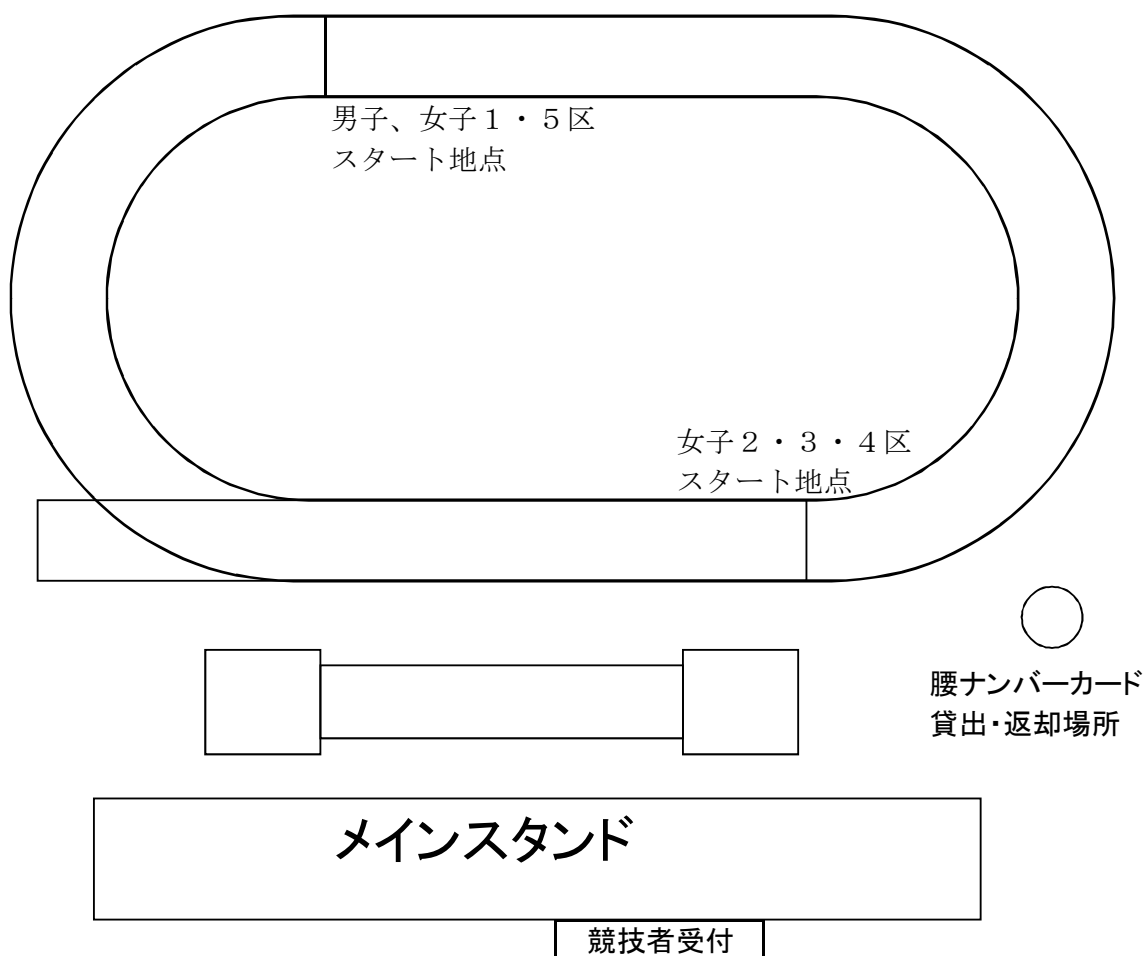 男子、女子１・５区
スタート地点
女子２・３・４区
スタート地点
腰ナンバーカード
貸出・返却場所
メインスタンド
競技者受付